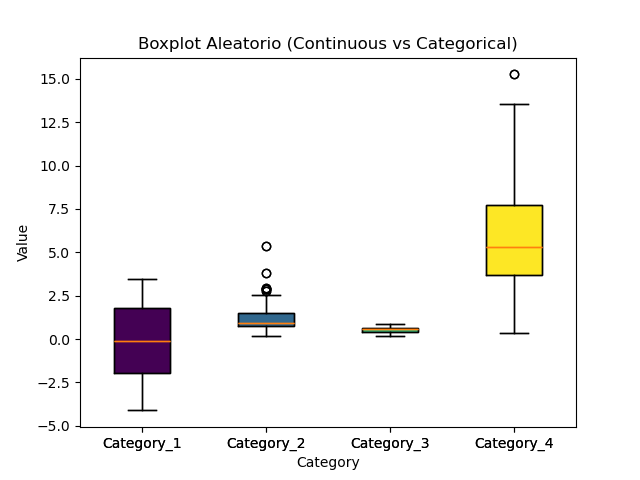 Boxplot Aleatorio (Continuous vs Categorical)
15.0
12.5
10.0
7.5
5.0
2.5
0.0
−2.5
−5.0
Value
Category_1 Category_2 Category_3 Category_4
Category